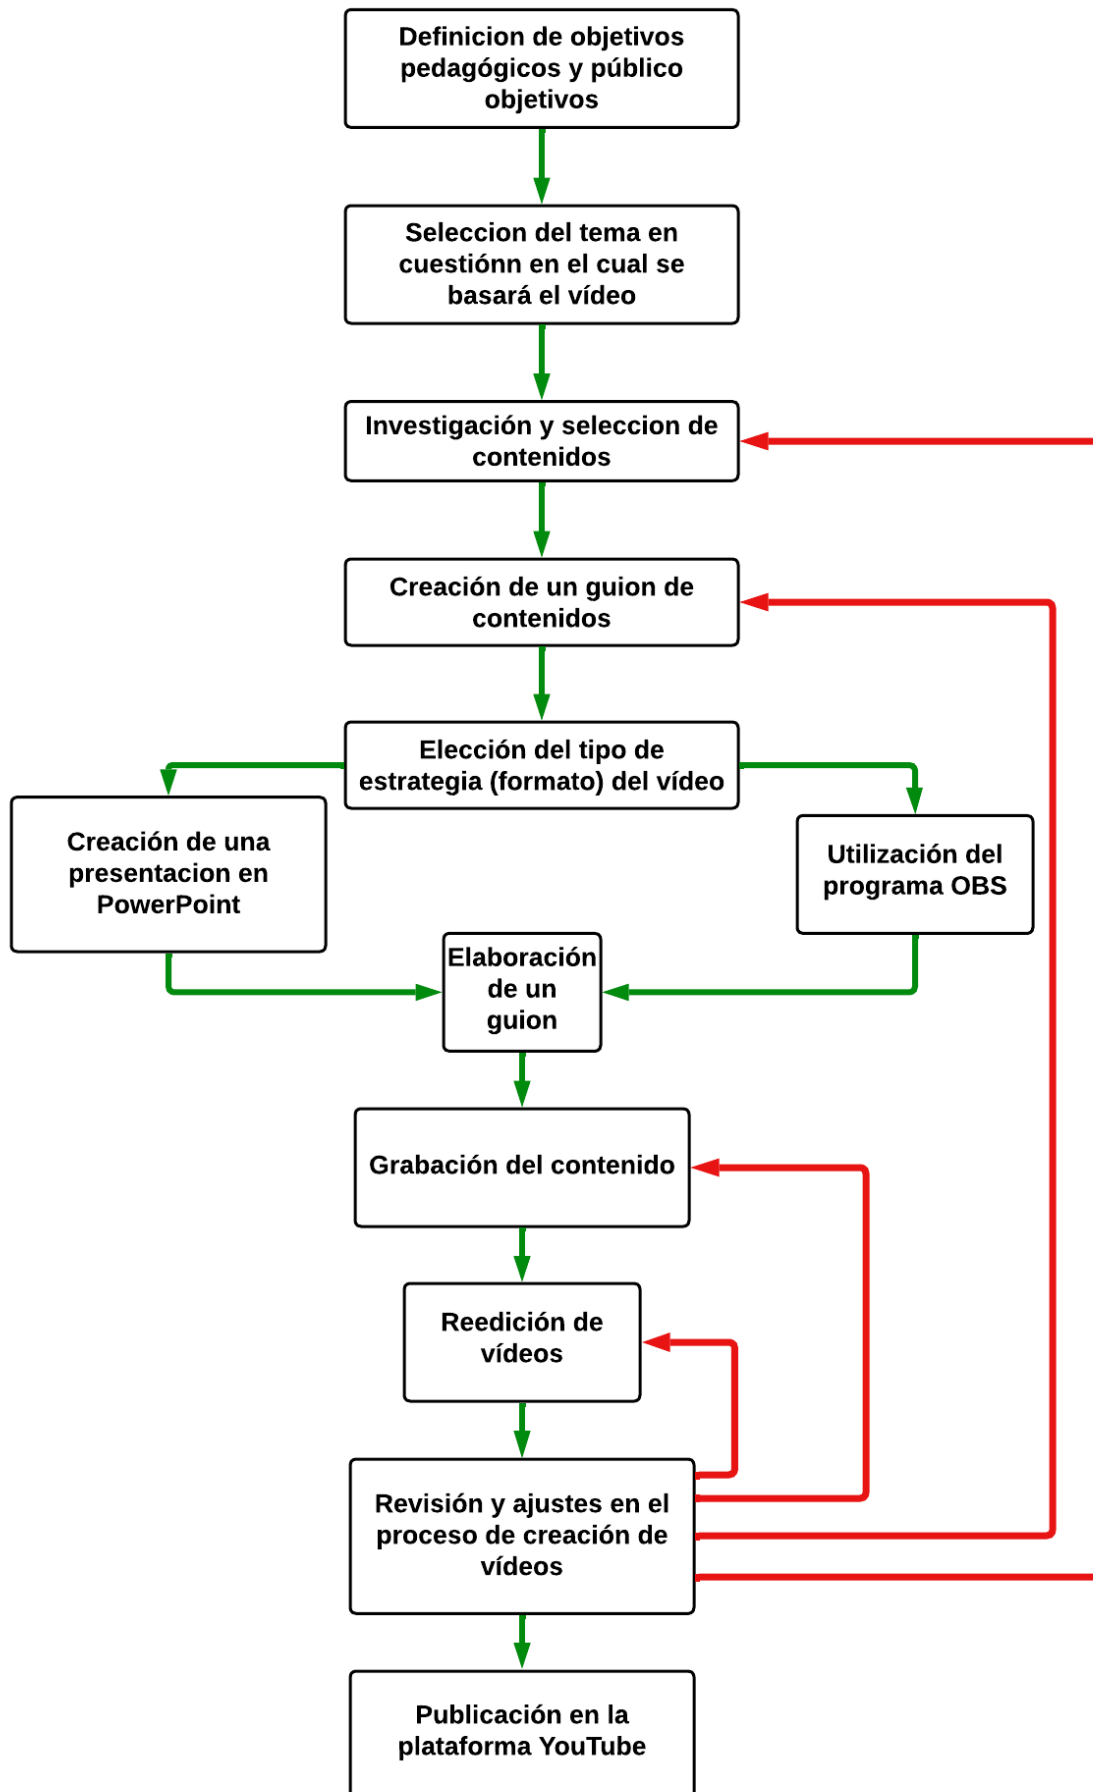 Definicion de objetivos
pedagógicos y público
objetivos
Seleccion del tema en
cuestiónn en el cual se
basará el vídeo
Investigación y seleccion de
contenidos
Creación de un guion de
contenidos
Elección del tipo de
estrategia (formato) del vídeo
Creación de una
presentacion en
PowerPoint
Utilización del
programa OBS
Elaboración
de un
guion
Grabación del contenido
Reedición de
vídeos
Revisión y ajustes en el
proceso de creación de
vídeos
Publicación en la
plataforma YouTube